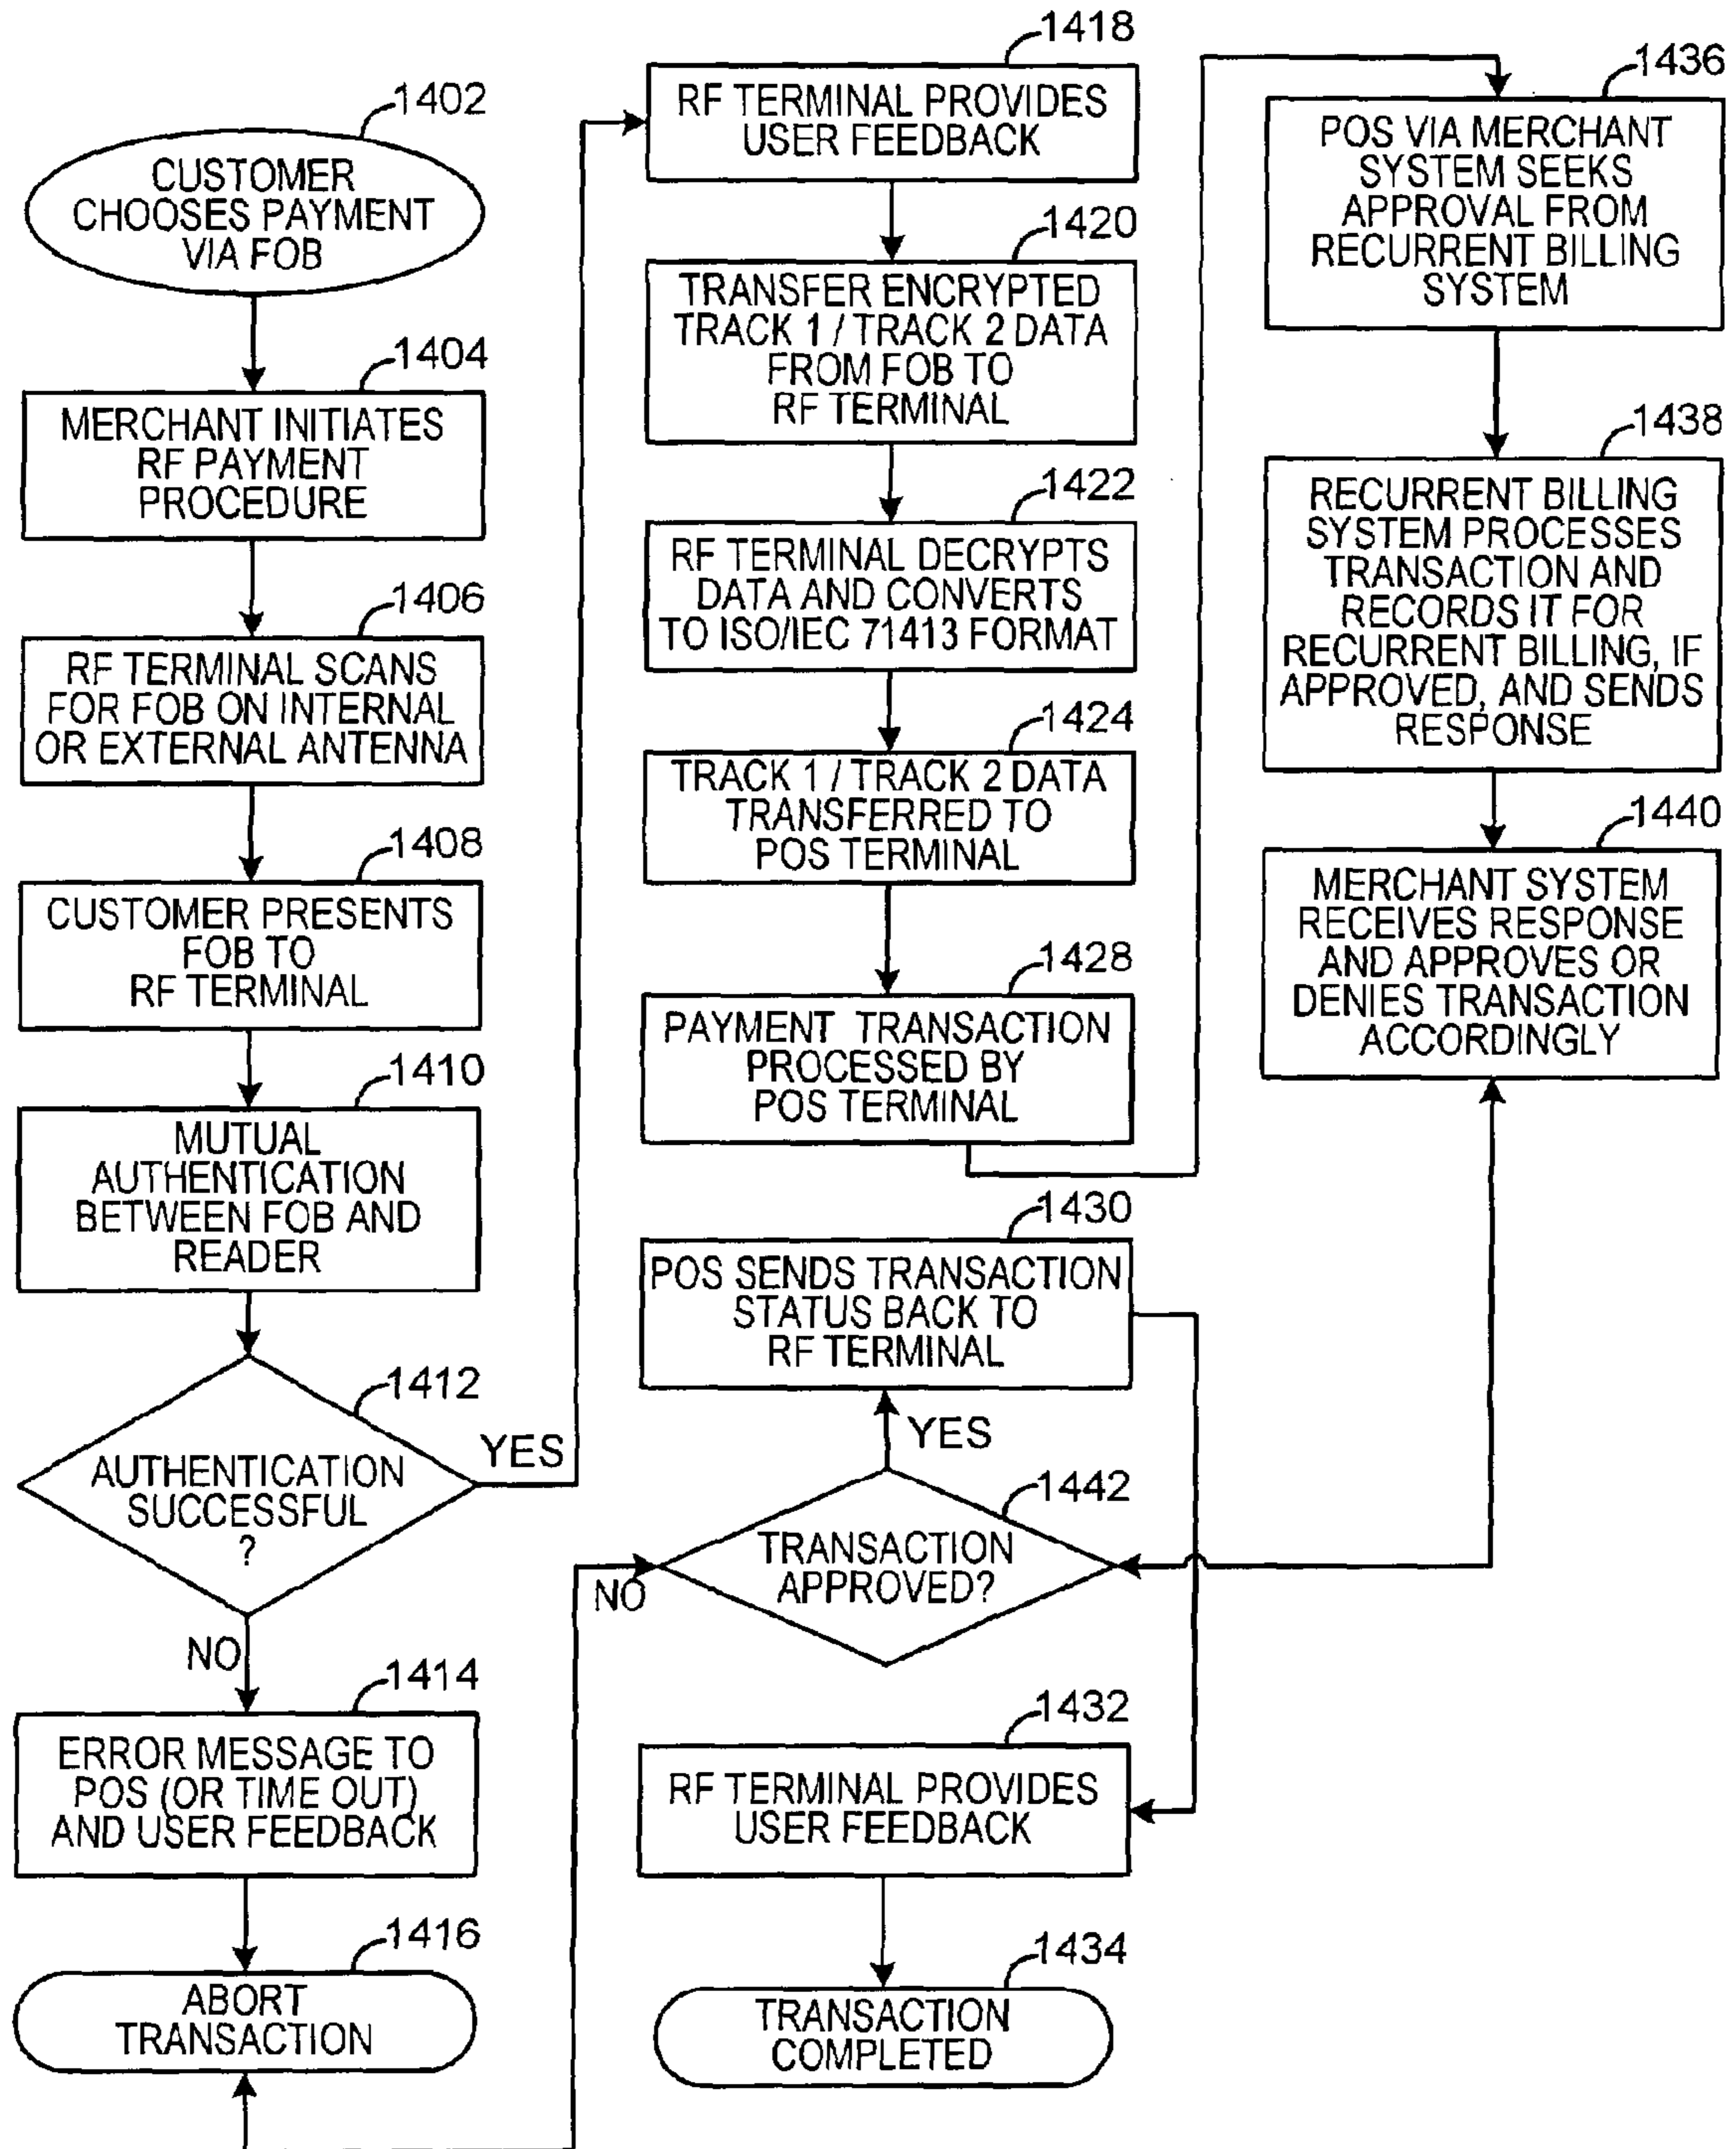 1402
CUSTOMER
CHOOSES PAYMENT
VIA FOB
1404
MERCHANT INITIATES
RF PAYMENT
PROCEDURE
1406
RF TERMINAL SCANS
FOR FOB ON INTERNAL
OR EXTERNAL ANTENNA
1408
CUSTOMER PRESENTS
FOB TO
RF TERMINAL
1410
MUTUAL
AUTHENTICATION
BETWEEN FOB AND
READER
1412
AUTHENTICATION
SUCCESSFUL
?
YES
NO
1414
ERROR MESSAGE TO
POS (OR TIME OUT)
AND USER FEEDBACK
1416
ABORT
TRANSACTION
1418
RF TERMINAL PROVIDES
USER FEEDBACK
1420
TRANSFER ENCRYPTED
TRACK 1 / TRACK 2 DATA
FROM FOB TO
RF TERMINAL
1422
RF TERMINAL DECRYPTS
DATA AND CONVERTS
TO ISO/IEC 71413 FORMAT
1424
TRACK 1 / TRACK 2 DATA
TRANSFERRED TO
POS TERMINAL
1428
PAYMENT TRANSACTION
PROCESSED BY
POS TERMINAL
1430
POS SENDS TRANSACTION
STATUS BACK TO
RF TERMINAL
YES
1442
TRANSACTION
APPROVED?
NO
1432
RF TERMINAL PROVIDES
USER FEEDBACK
1434
TRANSACTION
COMPLETED
1436
POS VIA MERCHANT
SYSTEM SEEKS
APPROVAL FROM
RECURRENT BILLING
SYSTEM
1438
RECURRENT BILLING
SYSTEM PROCESSES
TRANSACTION AND
RECORDS IT FOR
RECURRENT BILLING, IF
APPROVED, AND SENDS
RESPONSE
1440
MERCHANT SYSTEM
RECEIVES RESPONSE
AND APPROVES OR
DENIES TRANSACTION
ACCORDINGLY